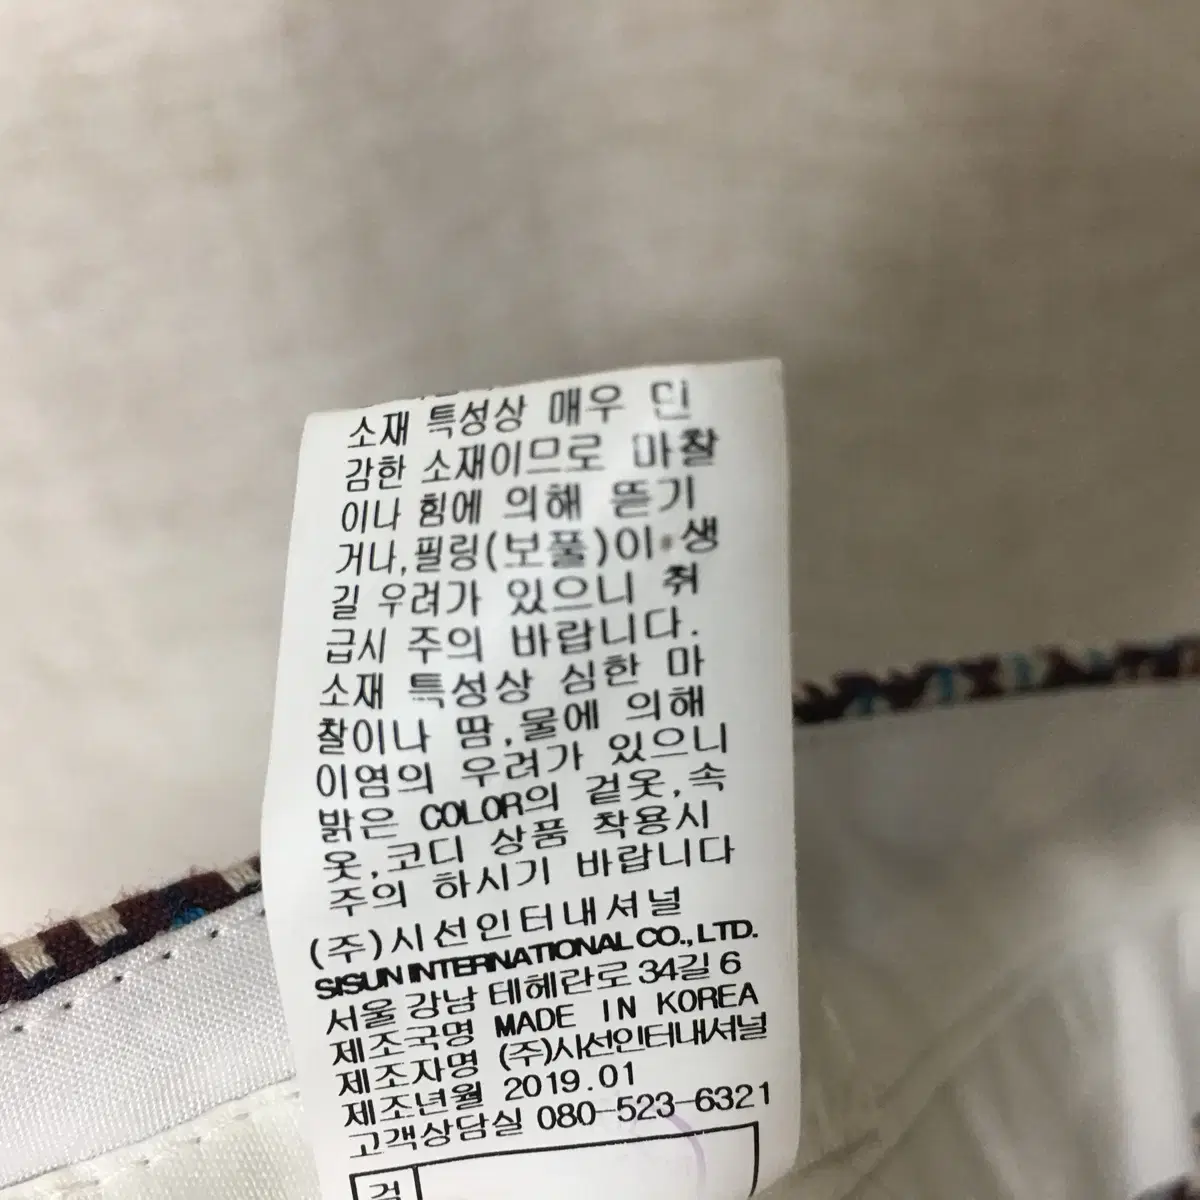 소재 특성상 매우 민
감한 소재이므로 마찰
이나 힘에 의해 뜯기
거나,필링(보풀)이 생
길 우려가 있으니 취
급시 주의 바랍니다.
소재 특성상 심한 마
찰이나 땀,물에 의해
이염의 우려가 있으니
밝은 COLOR의 겉옷,속
옷,코디 상품 착용시
주의 하시기 바랍니다
(주)시선인터내셔널
SISUN INTERNATIONAL CO., LTD.
서울 강남 테헤란로 34길 6
제조국명 MADE IN KOREA
제조자명 (주)시선인터내셔널
제조년월 2019.01
고객상담실 080-523-6321
검